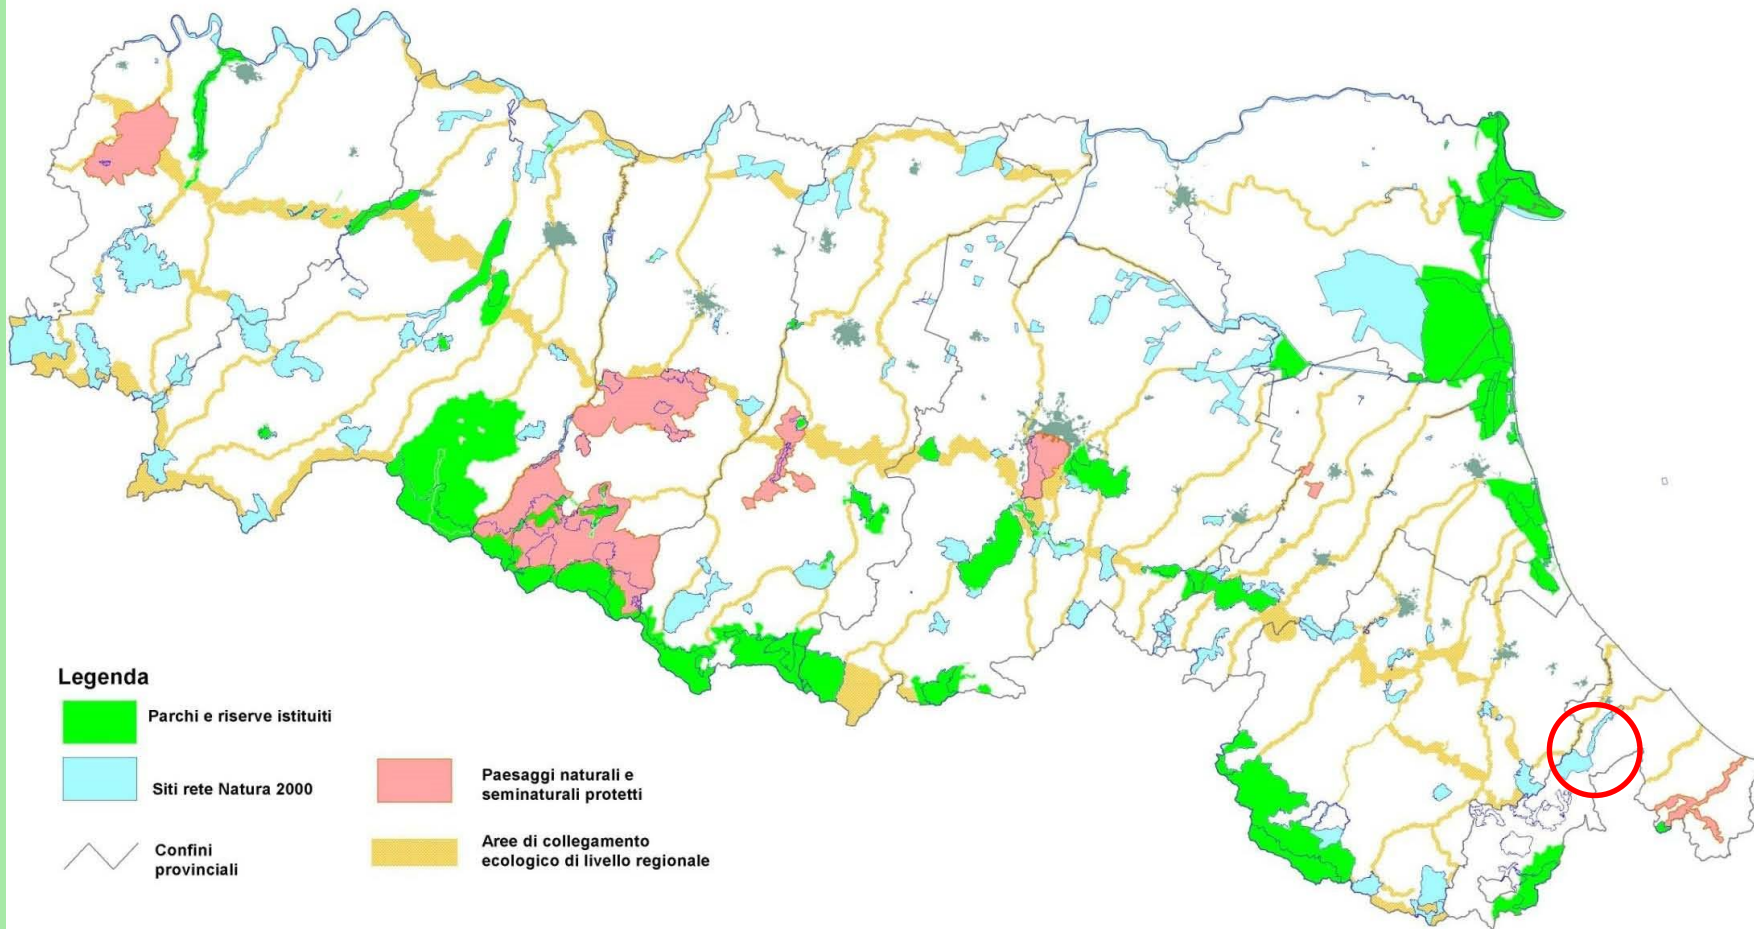 Legenda
Parchi e riserve istituiti
Siti rete Natura 2000
Confini
provinciali
Paesaggi naturali e
seminaturali protetti
Aree di collegamento
ecologico di livello regionale